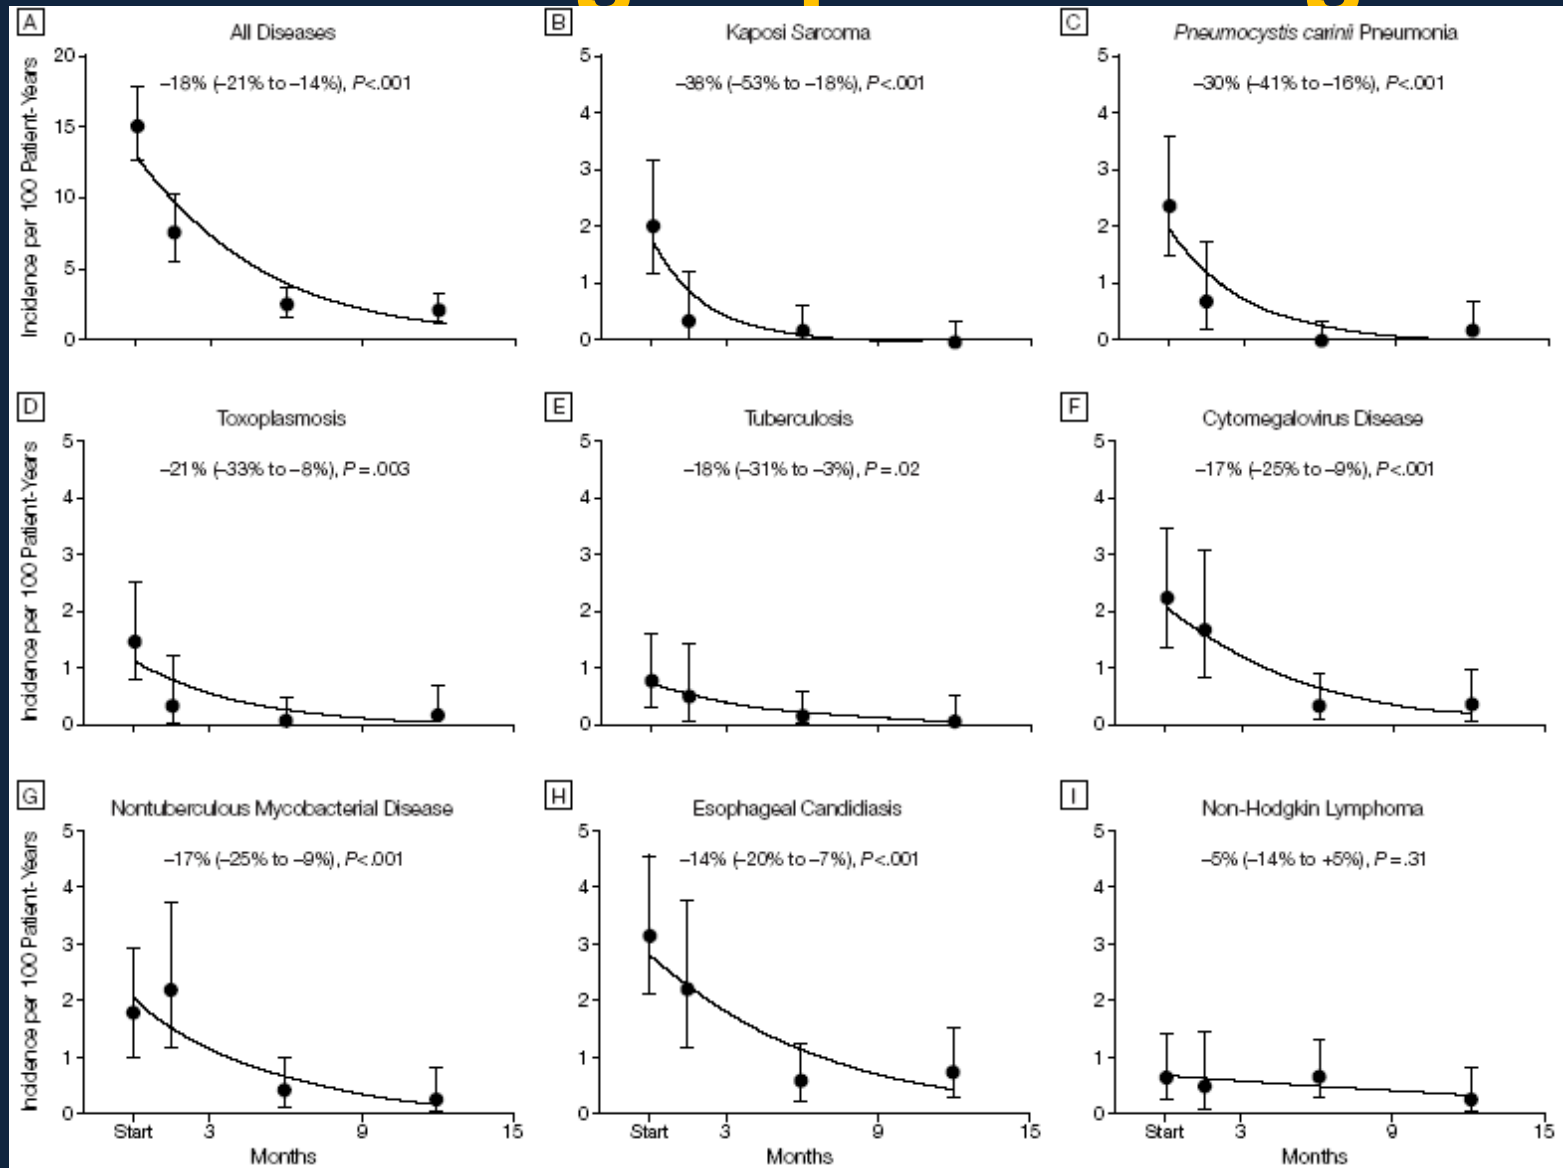 A
All Diseases
–18% (–21% to –14%), P<.001
Incidence per 100 Patient-Years
20
15
10
5
0
B
Kaposi Sarcoma
–38% (–53% to –18%), P<.001
5
4
3
2
1
0
C
Pneumocystis carinii Pneumonia
–30% (–41% to –16%), P<.001
5
4
3
2
1
0
D
Toxoplasmosis
–21% (–33% to –8%), P=.003
Incidence per 100 Patient-Years
5
4
3
2
1
0
E
Tuberculosis
–18% (–31% to –3%), P=.02
5
4
3
2
1
0
F
Cytomegalovirus Disease
–17% (–25% to –9%), P<.001
5
4
3
2
1
0
G
Nontuberculous Mycobacterial Disease
–17% (–25% to –9%), P<.001
Incidence per 100 Patient-Years
5
4
3
2
1
0
Start 3 9 15
Months
H
Esophageal Candidiasis
–14% (–20% to –7%), P<.001
5
4
3
2
1
0
Start 3 9 15
Months
I
Non-Hodgkin Lymphoma
–5% (–14% to +5%), P=.31
5
4
3
2
1
0
Start 3 9 15
Months